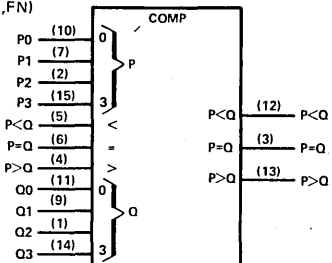 ,FN)
COMP
P0 (10) 0
P1 (7) P
P2 (2)
P3 (15) 3
P<Q (5) < P<Q (12) P<Q
P=Q (6) = P=Q (3) P=Q
P>Q (4) > P>Q (13) P>Q
Q0 (11) 0
Q1 (9) Q
Q2 (1)
Q3 (14) 3